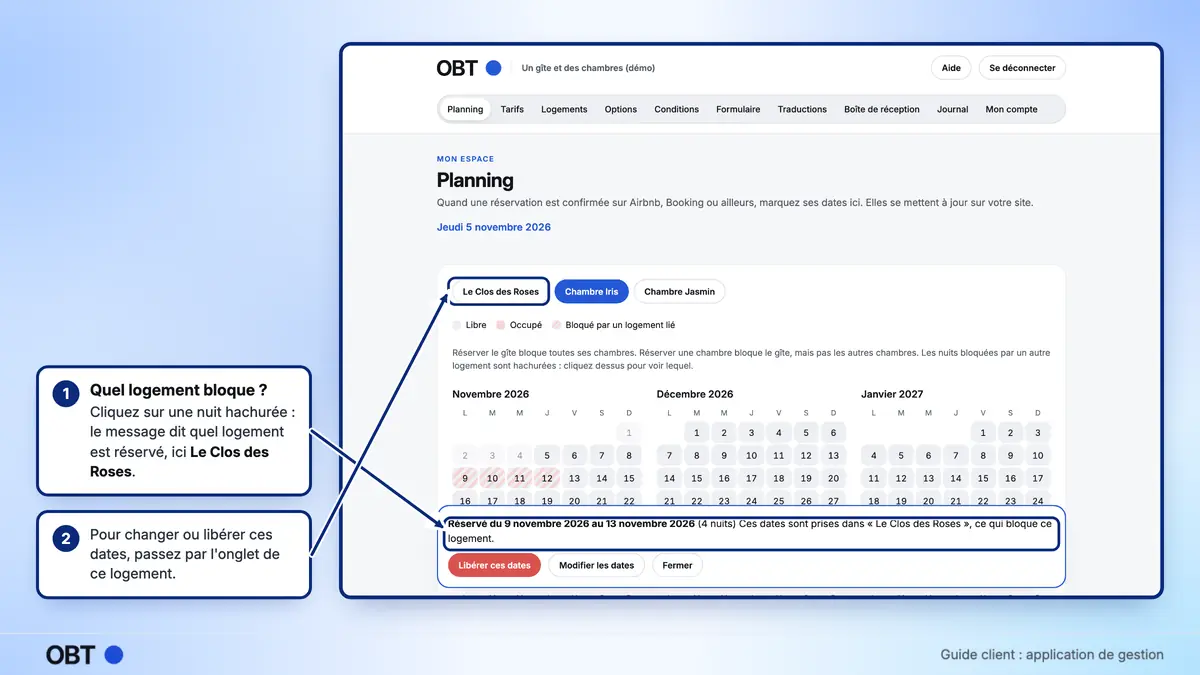 OBT
Un gîte et des chambres (démo)
Aide
Se déconnecter
Planning
Tarifs
Logements
Options
Conditions
Formulaire
Traductions
Boîte de réception
Journal
Mon compte
MON ESPACE
Planning
Quand une réservation est confirmée sur Airbnb, Booking ou ailleurs, marquez ses dates ici. Elles se mettent à jour sur votre site.
Jeudi 5 novembre 2026
Le Clos des Roses
Chambre Iris
Chambre Jasmin
Libre
Occupé
Bloqué par un logement lié
Réserver le gîte bloque toutes ses chambres. Réserver une chambre bloque le gîte, mais pas les autres chambres. Les nuits bloquées par un autre
logement sont hachurées : cliquez dessus pour voir lequel.
Novembre 2026
L M M J V S D
1
2 3 4 5 6 7 8
9 10 11 12 13 14 15
16 17 18 19 20 21 22
Décembre 2026
L M M J V S D
1 2 3 4 5 6
7 8 9 10 11 12 13
14 15 16 17 18 19 20
21 22 23 24 25 26 27
Janvier 2027
L M M J V S D
1 2 3
4 5 6 7 8 9 10
11 12 13 14 15 16 17
18 19 20 21 22 23 24
Réservé du 9 novembre 2026 au 13 novembre 2026 (4 nuits) Ces dates sont prises dans « Le Clos des Roses », ce qui bloque ce
logement.
Libérer ces dates
Modifier les dates
Fermer
1
Quel logement bloque ?
Cliquez sur une nuit hachurée :
le message dit quel logement
est réservé, ici Le Clos des
Roses.
2
Pour changer ou libérer ces
dates, passez par l'onglet de
ce logement.
OBT
Guide client : application de gestion